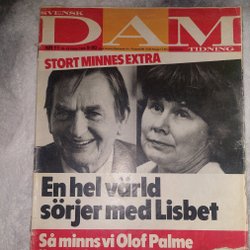 SVENSK
DAM
TIDNING
STORT MINNES EXTRA
En hel värld
sörjer med Lisbet
Så minns vi Olof Palme